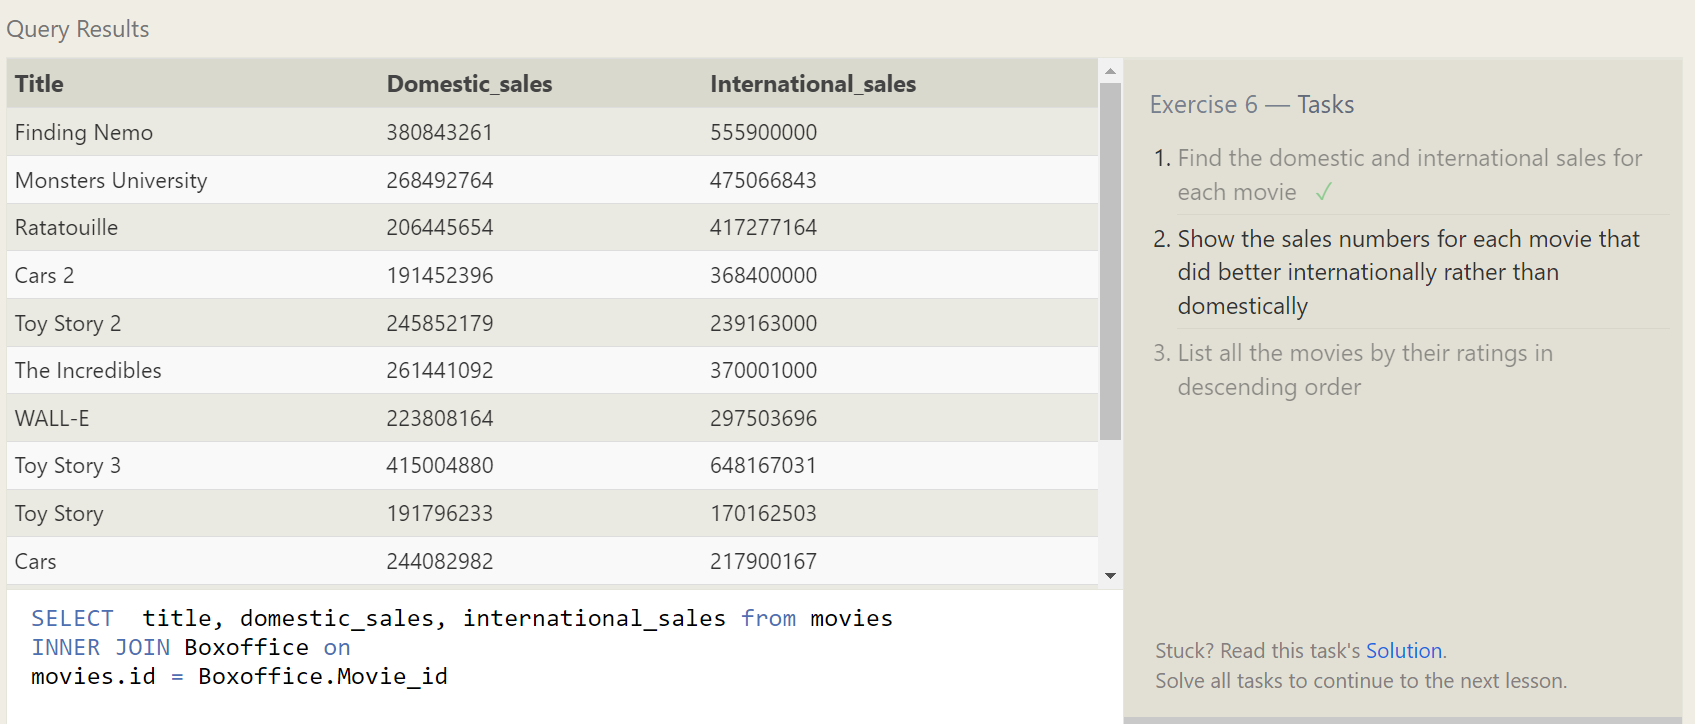 Query Results
Title Domestic_sales International_sales
Finding Nemo 380843261 555900000
Monsters University 268492764 475066843
Ratatouille 206445654 417277164
Cars 2 191452396 368400000
Toy Story 2 245852179 239163000
The Incredibles 261441092 370001000
WALL-E 223808164 297503696
Toy Story 3 415004880 648167031
Toy Story 191796233 170162503
Cars 244082982 217900167
SELECT  title, domestic_sales, international_sales from movies
INNER JOIN Boxoffice on
movies.id = Boxoffice.Movie_id
Exercise 6 — Tasks
1. Find the domestic and international sales for
each movie ✓
2. Show the sales numbers for each movie that
did better internationally rather than
domestically
3. List all the movies by their ratings in
descending order
Stuck? Read this task's Solution.
Solve all tasks to continue to the next lesson.